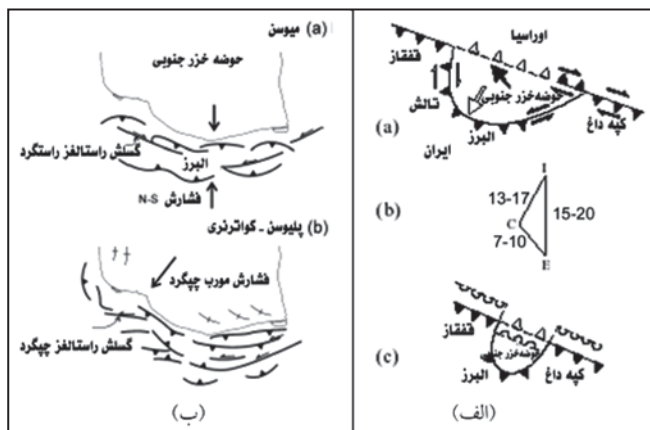 اوراسیا
قفقاز
تالش
حوضه خزر جنوبی
البرز
کپه داغ
(a)
ایران
I
13-17
15-20
(b)
C
7-10
E
قفقاز
حوضه خزر جنوبی
(c)
البرز
کپه داغ
(الف)
(a) میوسن
حوضه خزر جنوبی
گسلش راستالغز راستگرد
البرز
فشارش N-S
(b) پلیوسن - کواترنری
فشارش مورب چپگرد
گسلش راستالغز چپگرد
(ب)